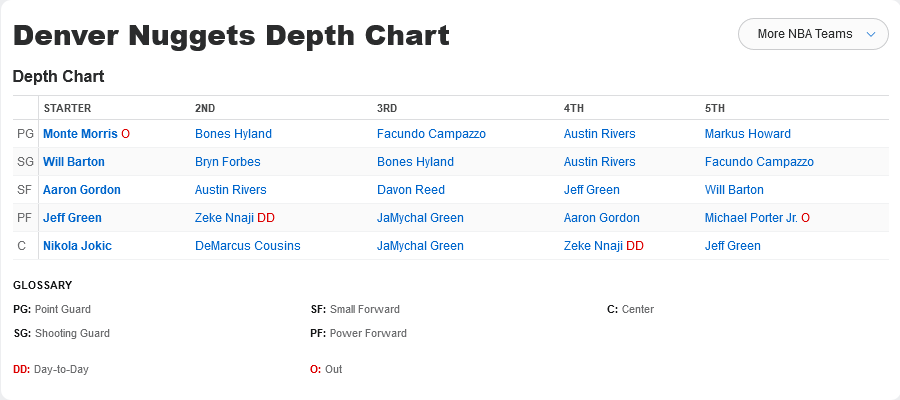 Denver Nuggets Depth Chart
More NBA Teams
Depth Chart
STARTER 2ND 3RD 4TH 5TH
PG Monte Morris O Bones Hyland Facundo Campazzo Austin Rivers Markus Howard
SG Will Barton Bryn Forbes Bones Hyland Austin Rivers Facundo Campazzo
SF Aaron Gordon Austin Rivers Davon Reed Jeff Green Will Barton
PF Jeff Green Zeke Nnaji DD JaMychal Green Aaron Gordon Michael Porter Jr. O
C Nikola Jokic DeMarcus Cousins JaMychal Green Zeke Nnaji DD Jeff Green
GLOSSARY
PG: Point Guard SF: Small Forward C: Center
SG: Shooting Guard PF: Power Forward
DD: Day-to-Day O: Out